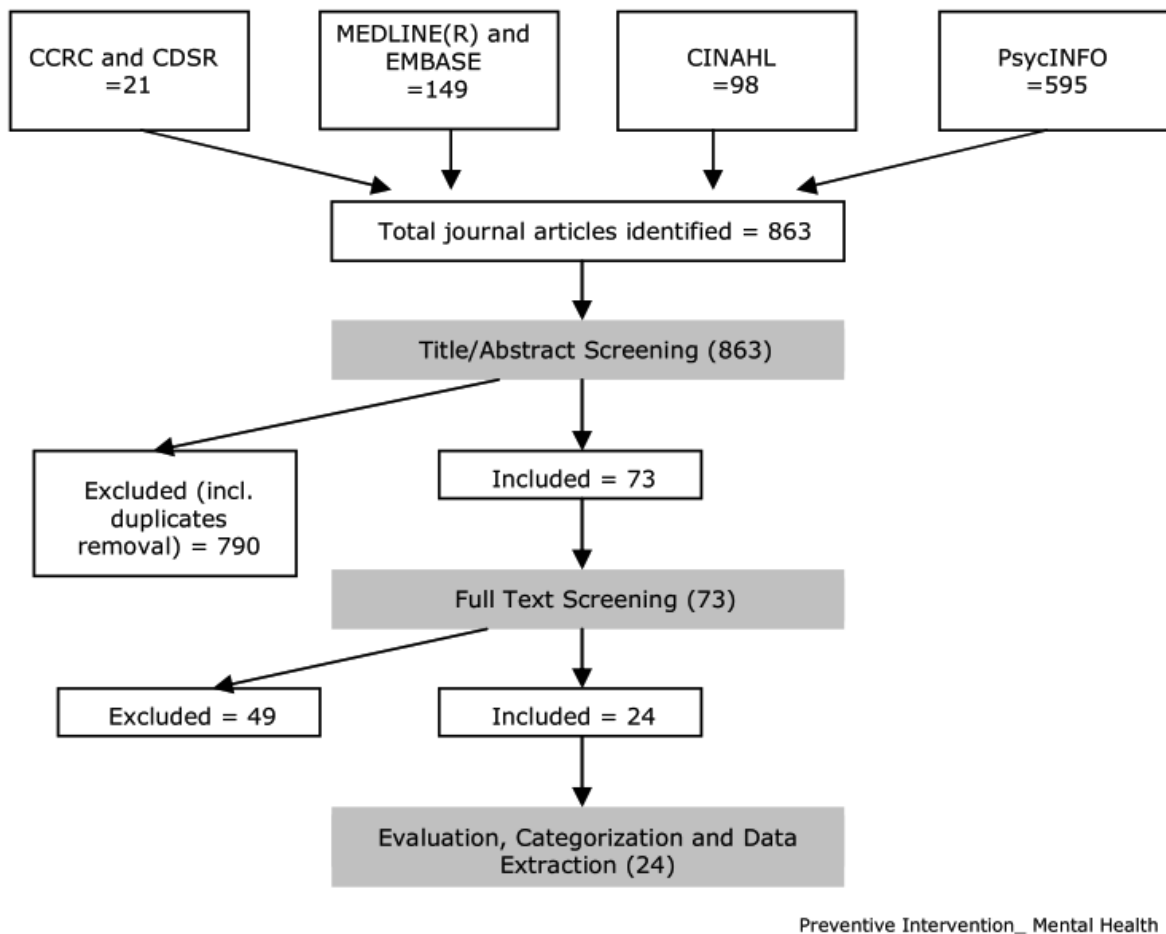 CCRC and CDSR
=21
MEDLINE(R) and
EMBASE
=149
CINAHL
=98
PsycINFO
=595
Total journal articles identified = 863
Title/Abstract Screening (863)
Excluded (incl.
duplicates
removal) = 790
Included = 73
Full Text Screening (73)
Excluded = 49
Included = 24
Evaluation, Categorization and Data
Extraction (24)
Preventive Intervention_ Mental Health